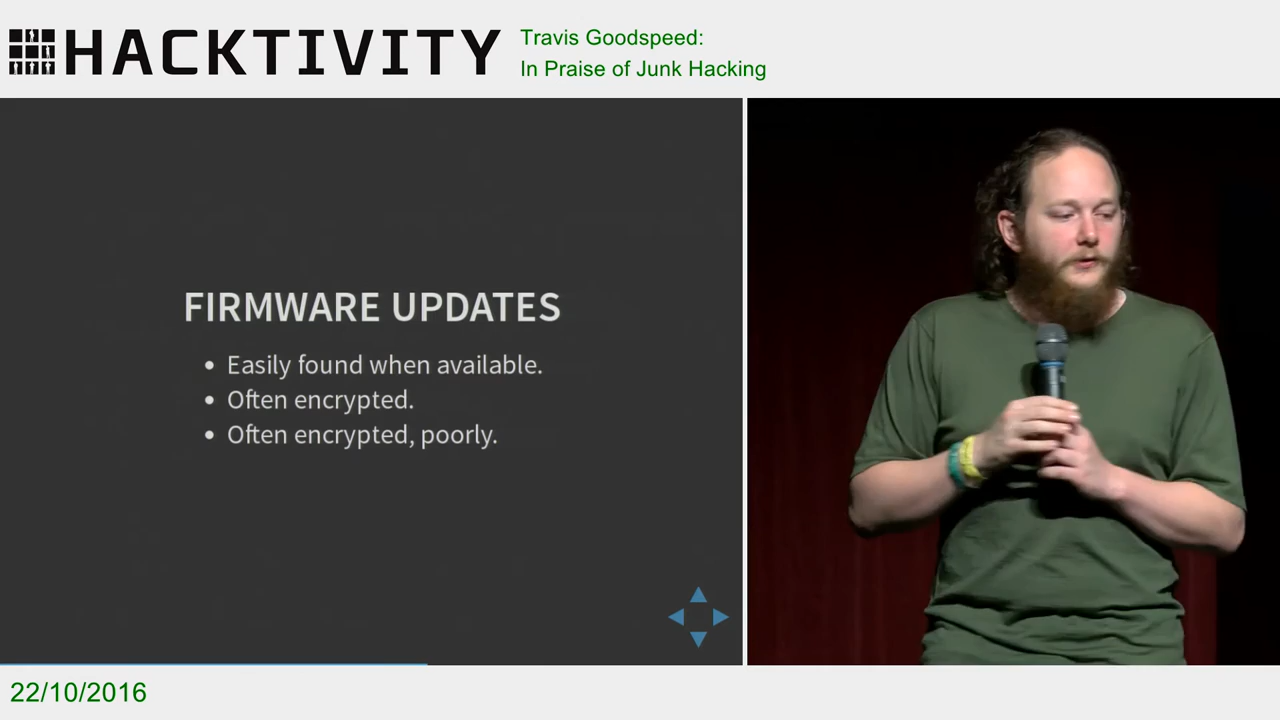 HACKTIVITY
Travis Goodspeed:
In Praise of Junk Hacking
FIRMWARE UPDATES
• Easily found when available.
• Often encrypted.
• Often encrypted, poorly.
22/10/2016